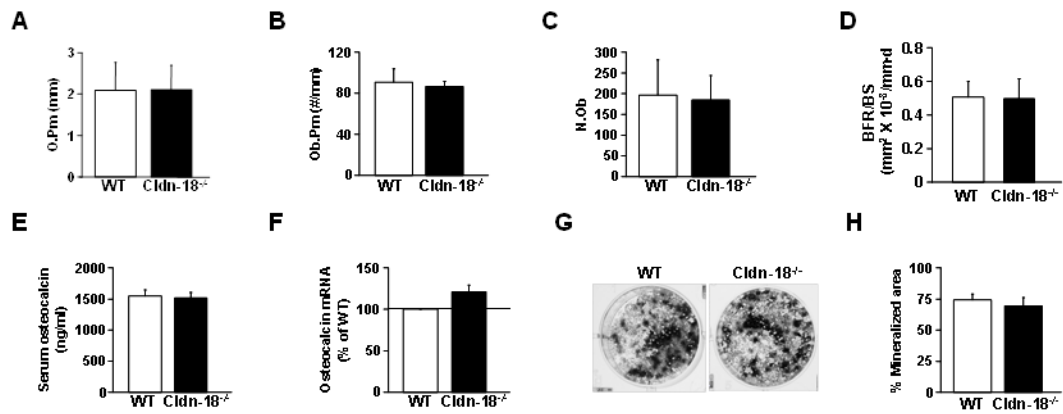 A
O.Pm (mm)
3
2
1
0
WT Cldn-18-/-
B
Ob.Pm (#/mm)
120
80
40
0
WT Cldn-18-/-
C
N.Ob
300
250
200
150
100
50
0
WT Cldn-18-/-
D
BFR/BS
(mm² X 10-3/mm·d
0.8
0.6
0.4
0.2
0
WT Cldn-18-/-
E
Serum osteocalcin
(ng/ml)
2000
1500
1000
500
0
WT Cldn-18-/-
F
Osteocalcin mRNA
(% of WT)
150
100
50
0
WT Cldn-18-/-
G
WT Cldn-18-/-
H
% Mineralized area
100
75
50
25
0
WT Cldn-18-/-